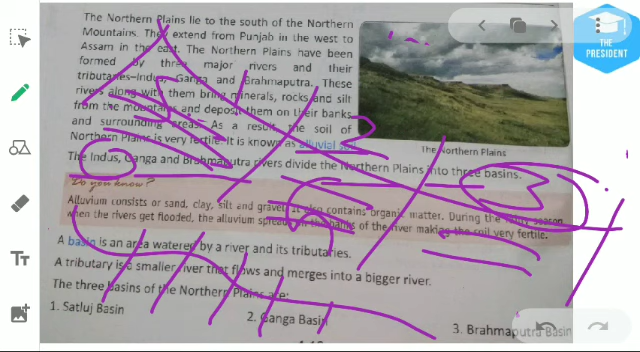 The Northern Plains lie to the south of the Northern
Mountains. They extend from Punjab in the west to
Assam in the east. The Northern Plains have been
formed by three major rivers and their
tributaries–Indus, Ganga and Brahmaputra. These
rivers along with them bring minerals, rocks and silt
from the mountains and deposit them on their banks
and surrounding areas. As a result, the soil of
Northern Plains is very fertile. It is known as alluvial soil.
The Northern Plains
The Indus, Ganga and Brahmaputra rivers divide the Northern Plains into three basins.
Do you know?
Alluvium consists or sand, clay, silt and gravel. It also contains organic matter. During the rainy season
when the rivers get flooded, the alluvium spreads on the banks of the river making the soil very fertile.
A basin is an area watered by a river and its tributaries.
A tributary is a smaller river that flows and merges into a bigger river.
The three basins of the Northern Plains are:
1. Satluj Basin
2. Ganga Basin
3. Brahmaputra Basin
THE
PRESIDENT
Tт